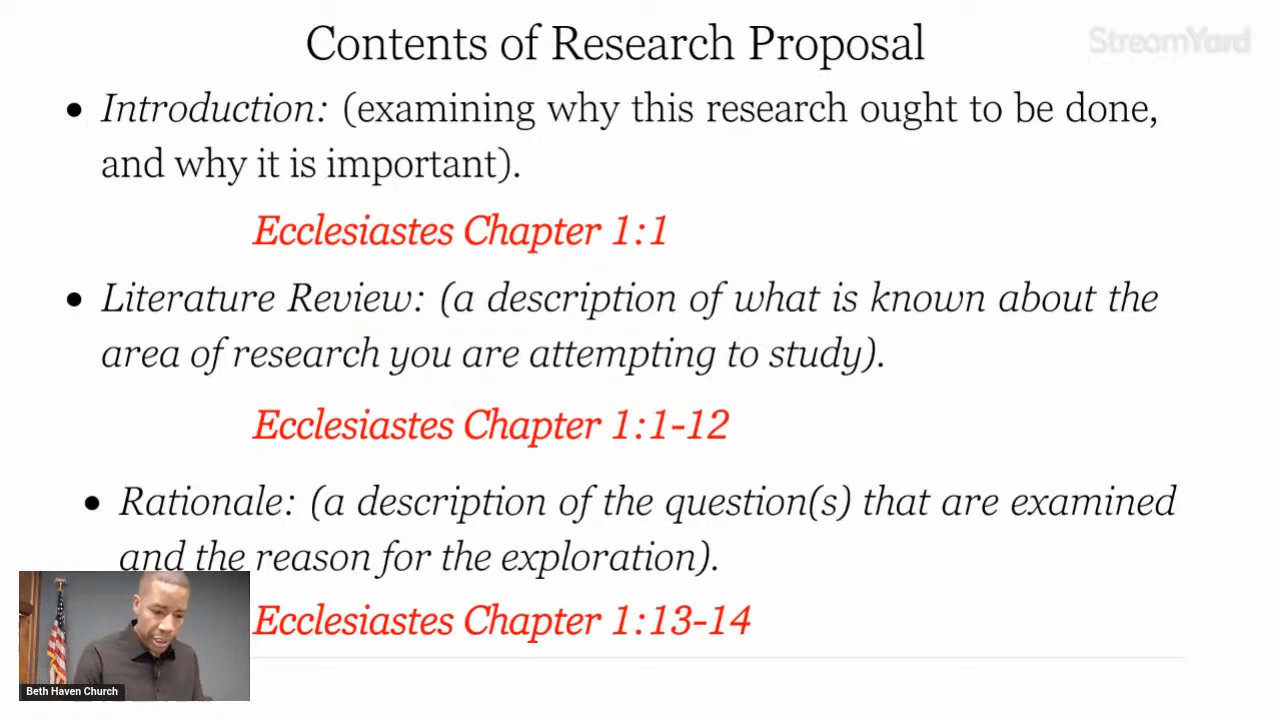 Contents of Research Proposal
StreamYard
• Introduction: (examining why this research ought to be done,
and why it is important).
Ecclesiastes Chapter 1:1
• Literature Review: (a description of what is known about the
area of research you are attempting to study).
Ecclesiastes Chapter 1:1-12
• Rationale: (a description of the question(s) that are examined
and the reason for the exploration).
Ecclesiastes Chapter 1:13-14
Beth Haven Church